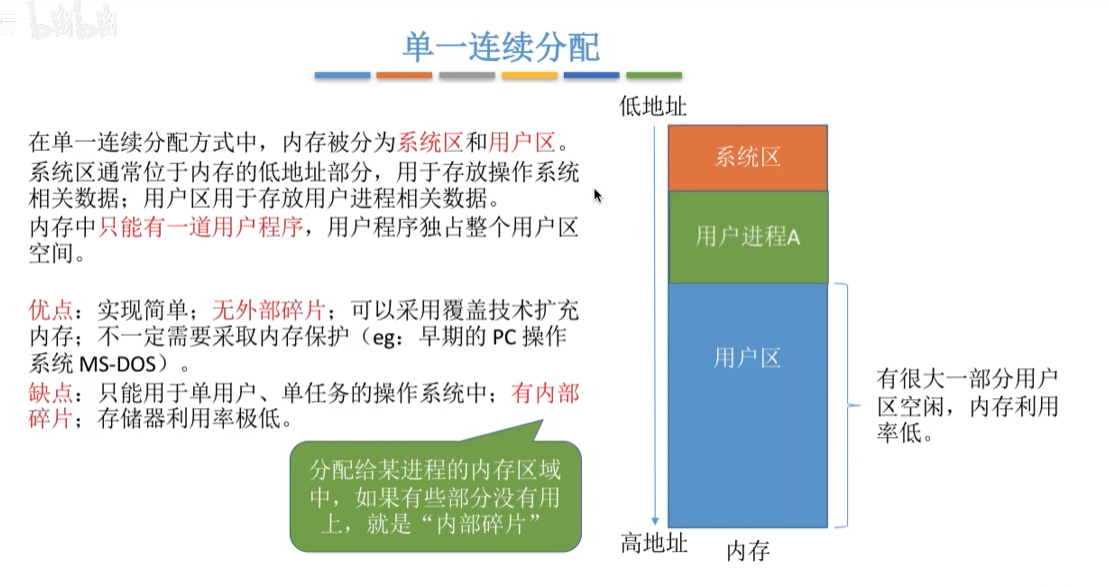 bilibili
单一连续分配
在单一连续分配方式中，内存被分为系统区和用户区。
系统区通常位于内存的低地址部分，用于存放操作系统
相关数据；用户区用于存放用户进程相关数据。
内存中只能有一道用户程序，用户程序独占整个用户区
空间。
优点：实现简单；无外部碎片；可以采用覆盖技术扩充
内存；不一定需要采取内存保护（eg：早期的 PC 操作
系统 MS-DOS）。
缺点：只能用于单用户、单任务的操作系统中；有内部
碎片；存储器利用率极低。
分配给某进程的内存区域
中，如果有些部分没有用
上，就是“内部碎片”
低地址
系统区
用户进程A
用户区
高地址
内存
有很大一部分用户
区空闲，内存利用
率低。